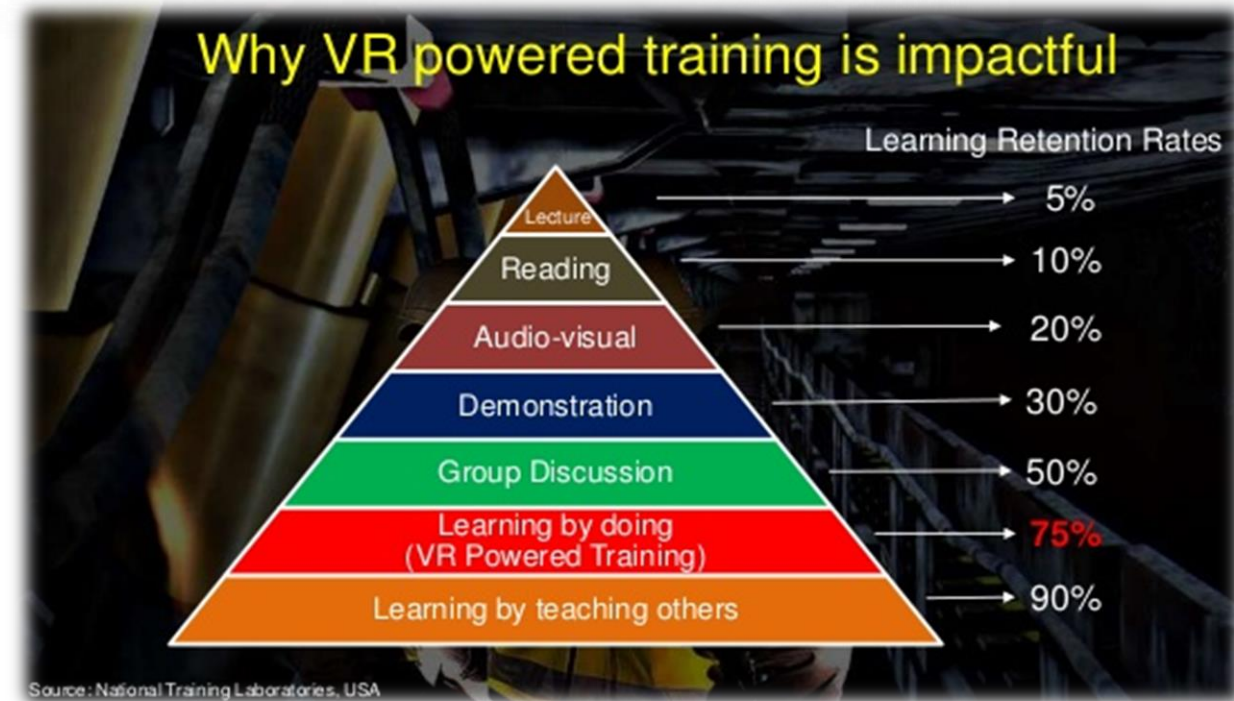 Why VR powered training is impactful
Learning Retention Rates
Lecture
5%
Reading
10%
Audio-visual
20%
Demonstration
30%
Group Discussion
50%
Learning by doing
(VR Powered Training)
75%
Learning by teaching others
90%
Source: National Training Laboratories, USA